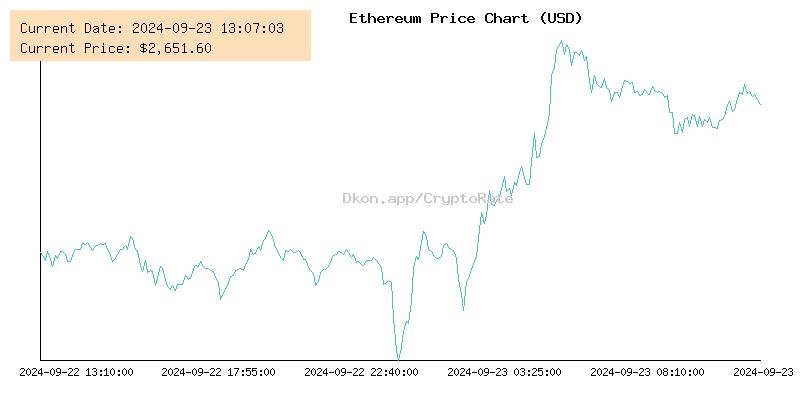 Ethereum Price Chart (USD)
Current Date: 2024-09-23 13:07:03
Current Price: $2,651.60
Dkon.app/CryptoRate
2024-09-22 13:10:00 2024-09-22 17:55:00 2024-09-22 22:40:00 2024-09-23 03:25:00 2024-09-23 08:10:00 2024-09-23